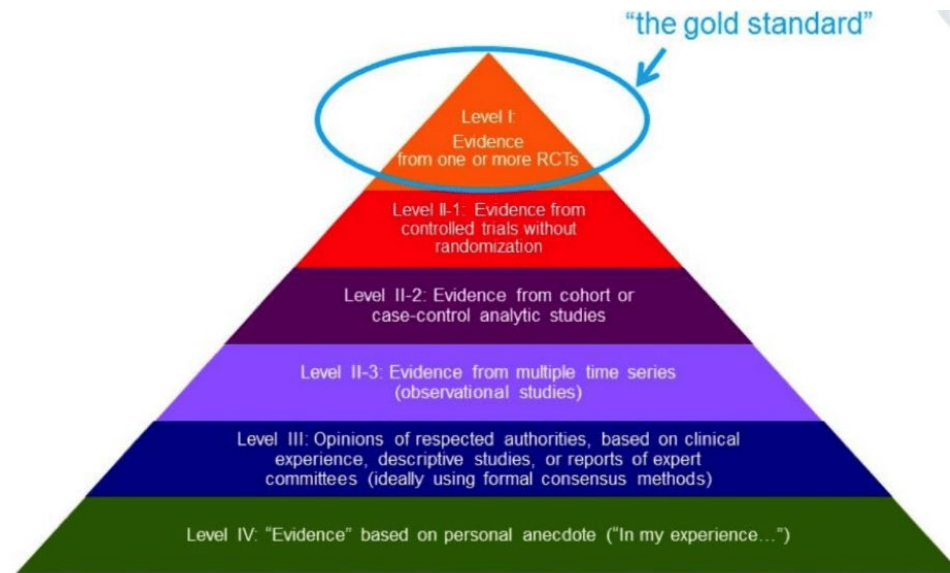 “the gold standard”
Level I:
Evidence
from one or more RCTs
Level II-1: Evidence from
controlled trials without
randomization
Level II-2: Evidence from cohort or
case-control analytic studies
Level II-3: Evidence from multiple time series
(observational studies)
Level III: Opinions of respected authorities, based on clinical
experience, descriptive studies, or reports of expert
committees (ideally using formal consensus methods)
Level IV: “Evidence” based on personal anecdote (“In my experience…”)